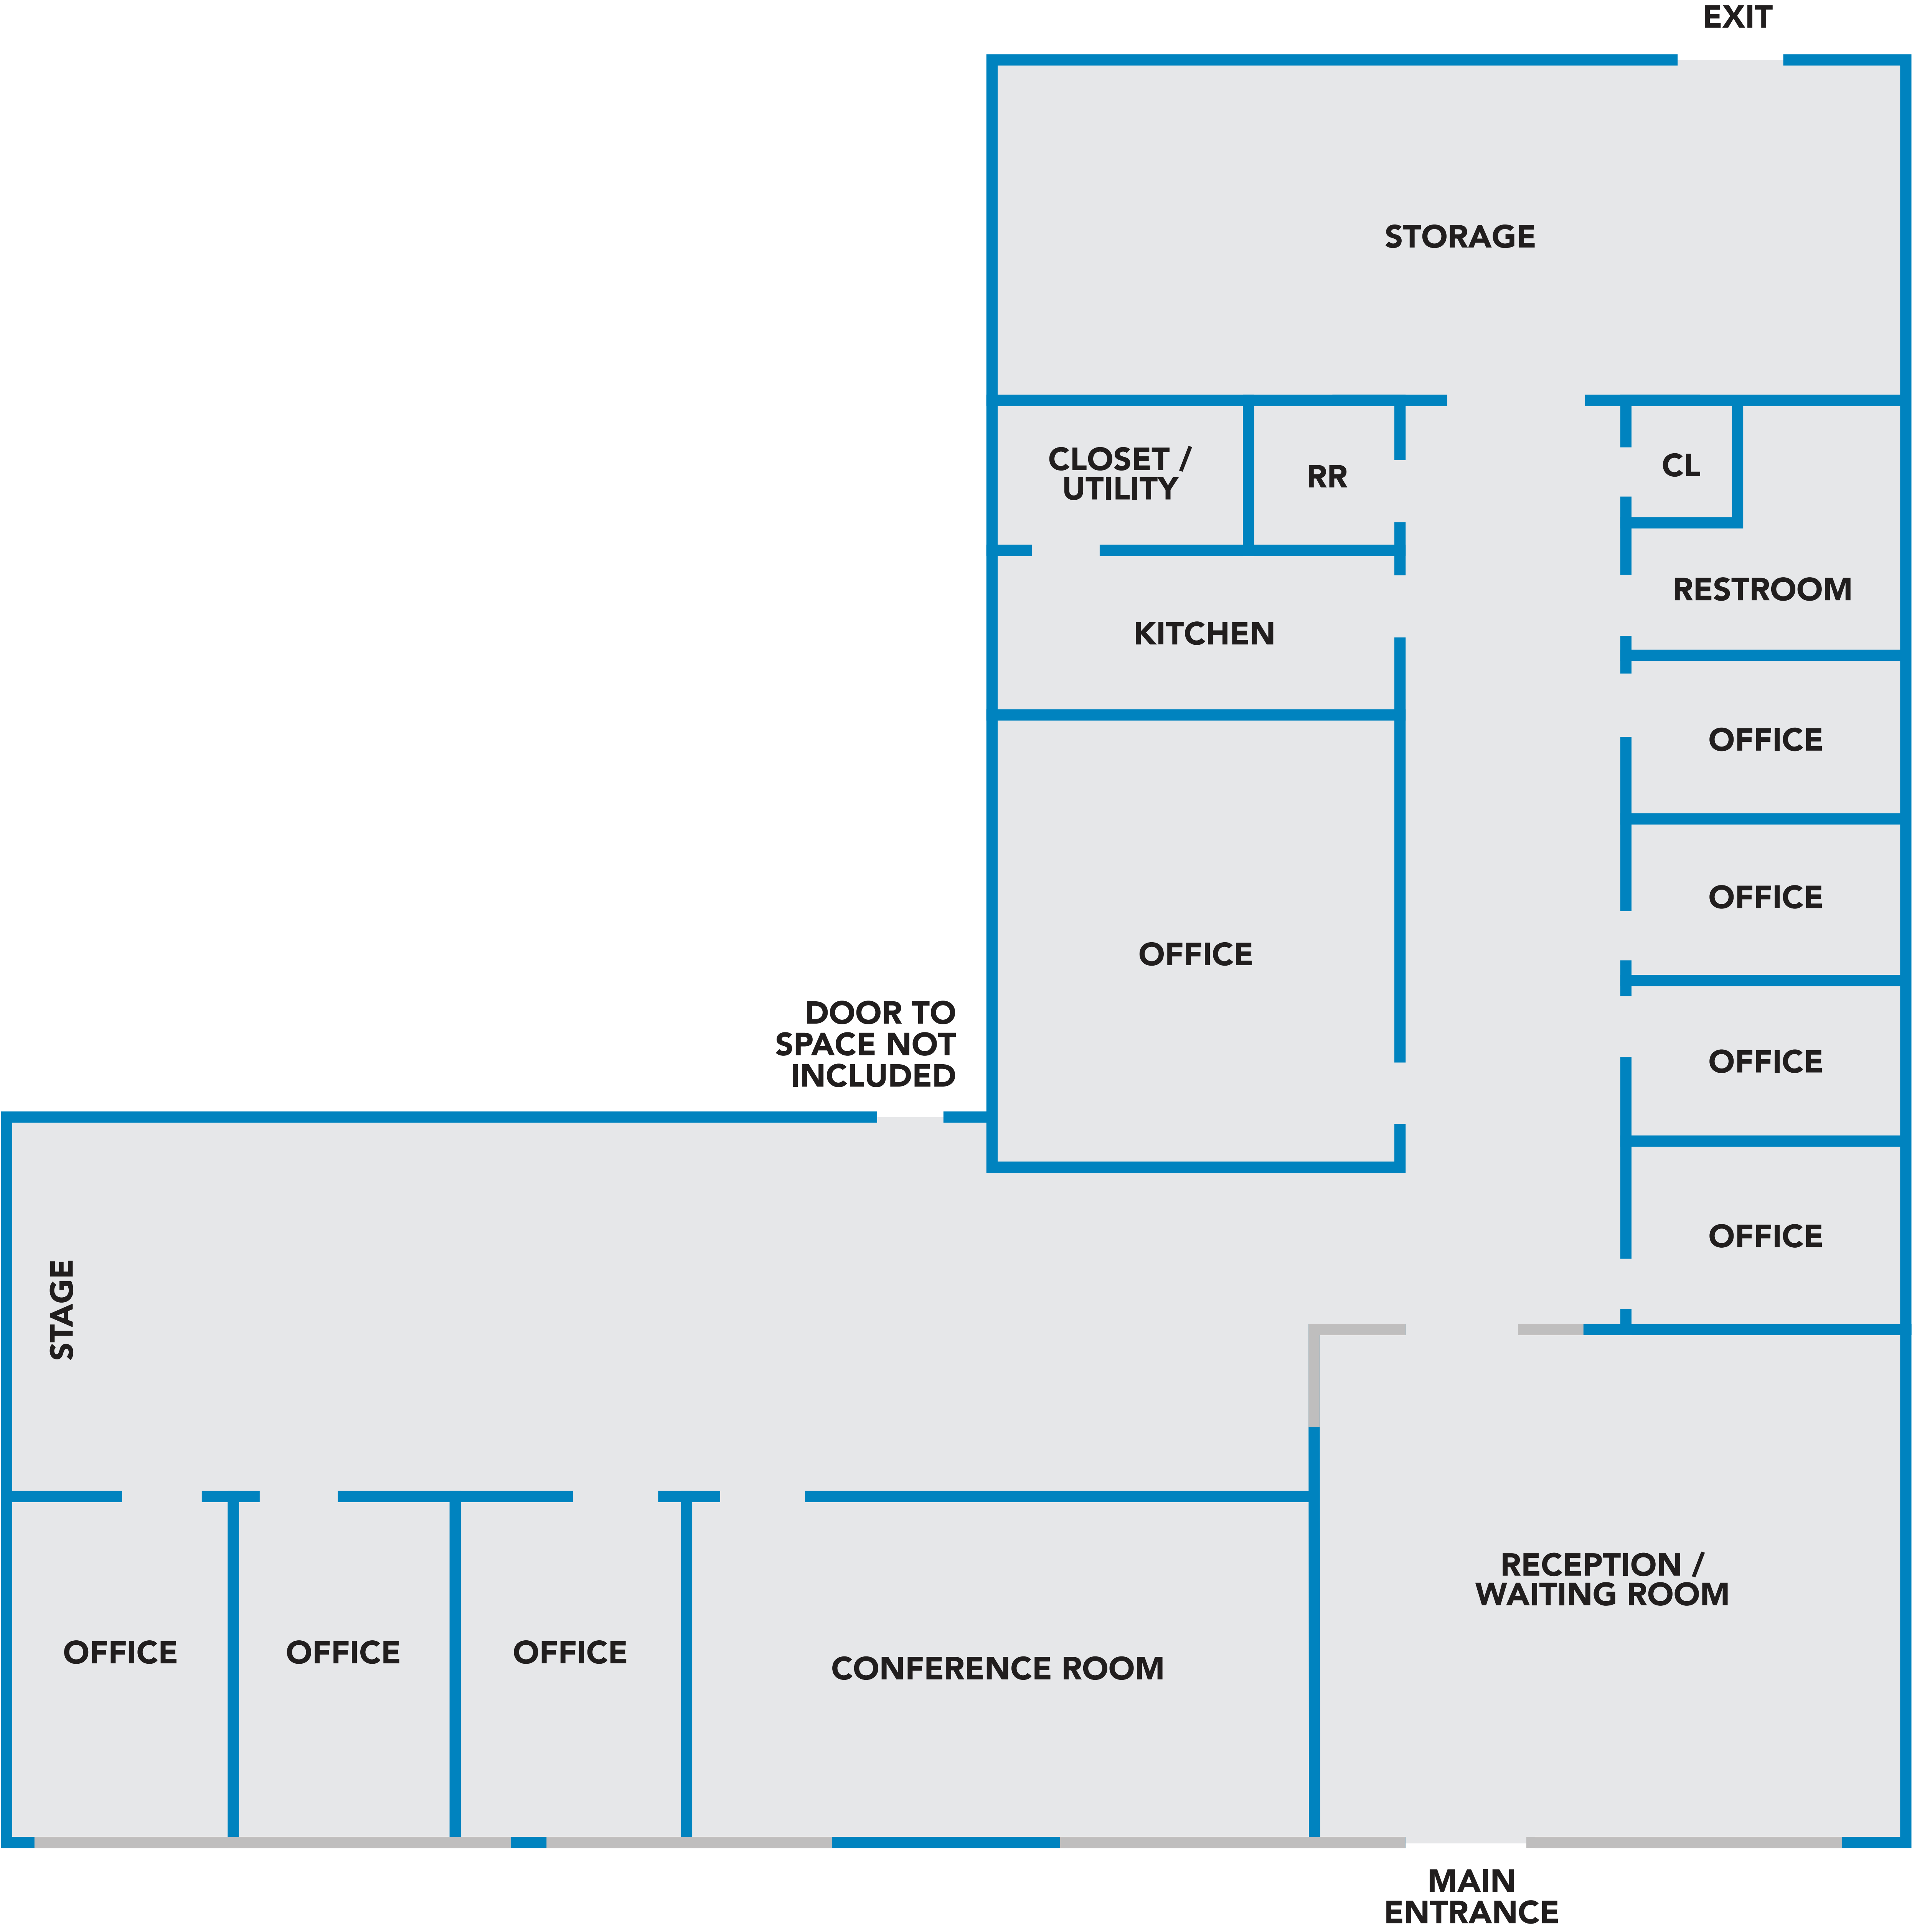 EXIT
STORAGE
CLOSET /
UTILITY
RR
CL
RESTROOM
KITCHEN
OFFICE
OFFICE
OFFICE
DOOR TO
SPACE NOT
INCLUDED
OFFICE
OFFICE
STAGE
RECEPTION /
WAITING ROOM
OFFICE
OFFICE
OFFICE
CONFERENCE ROOM
MAIN
ENTRANCE